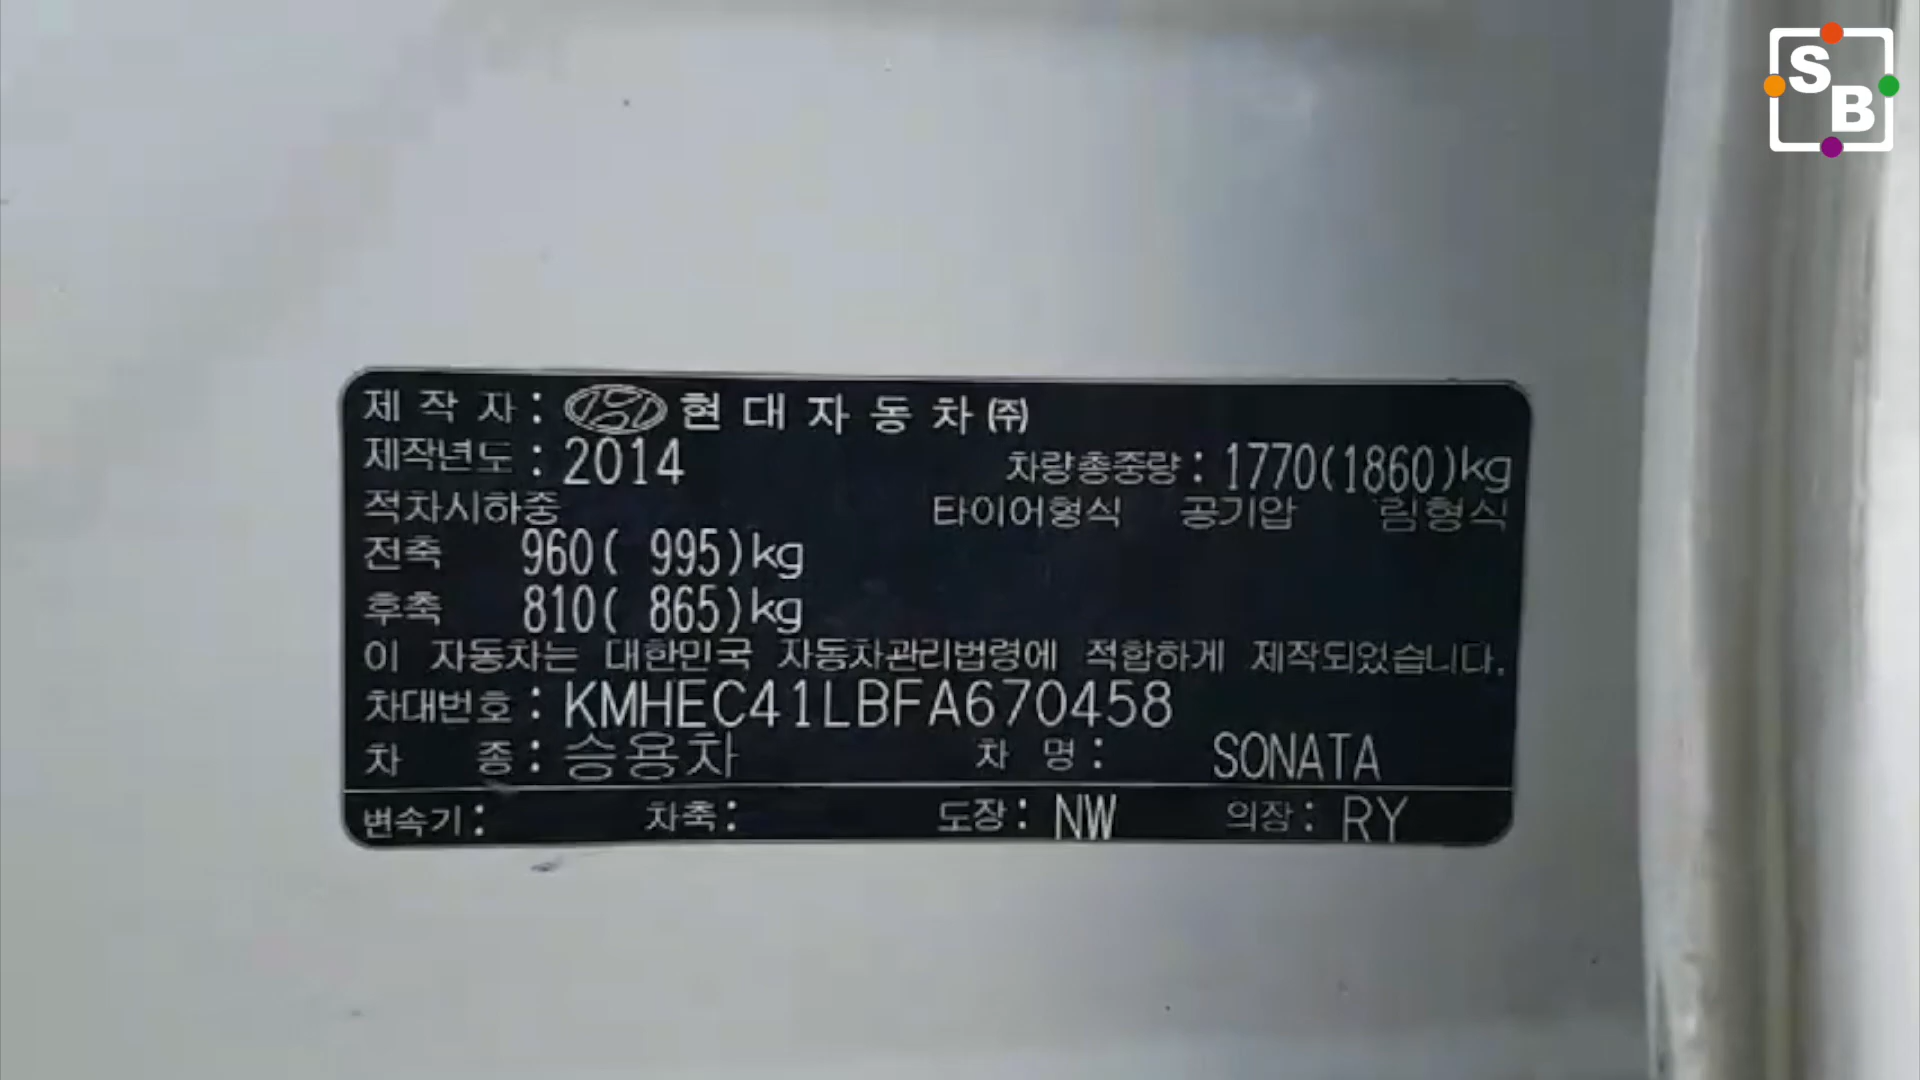 S
B
제 작 자 : 현 대 자 동 차 ㈜
제작년도 : 2014 차량총중량 : 1770(1860)kg
적차시하중 타이어형식 공기압 림형식
전축 960( 995)kg
후축 810( 865)kg
이 자동차는 대한민국 자동차관리법령에 적합하게 제작되었습니다.
차대번호 : KMHEC41LBFA670458
차 종 : 승용차 차 명 : SONATA
변속기 : 차축 : 도장 : NW 의장 : RY